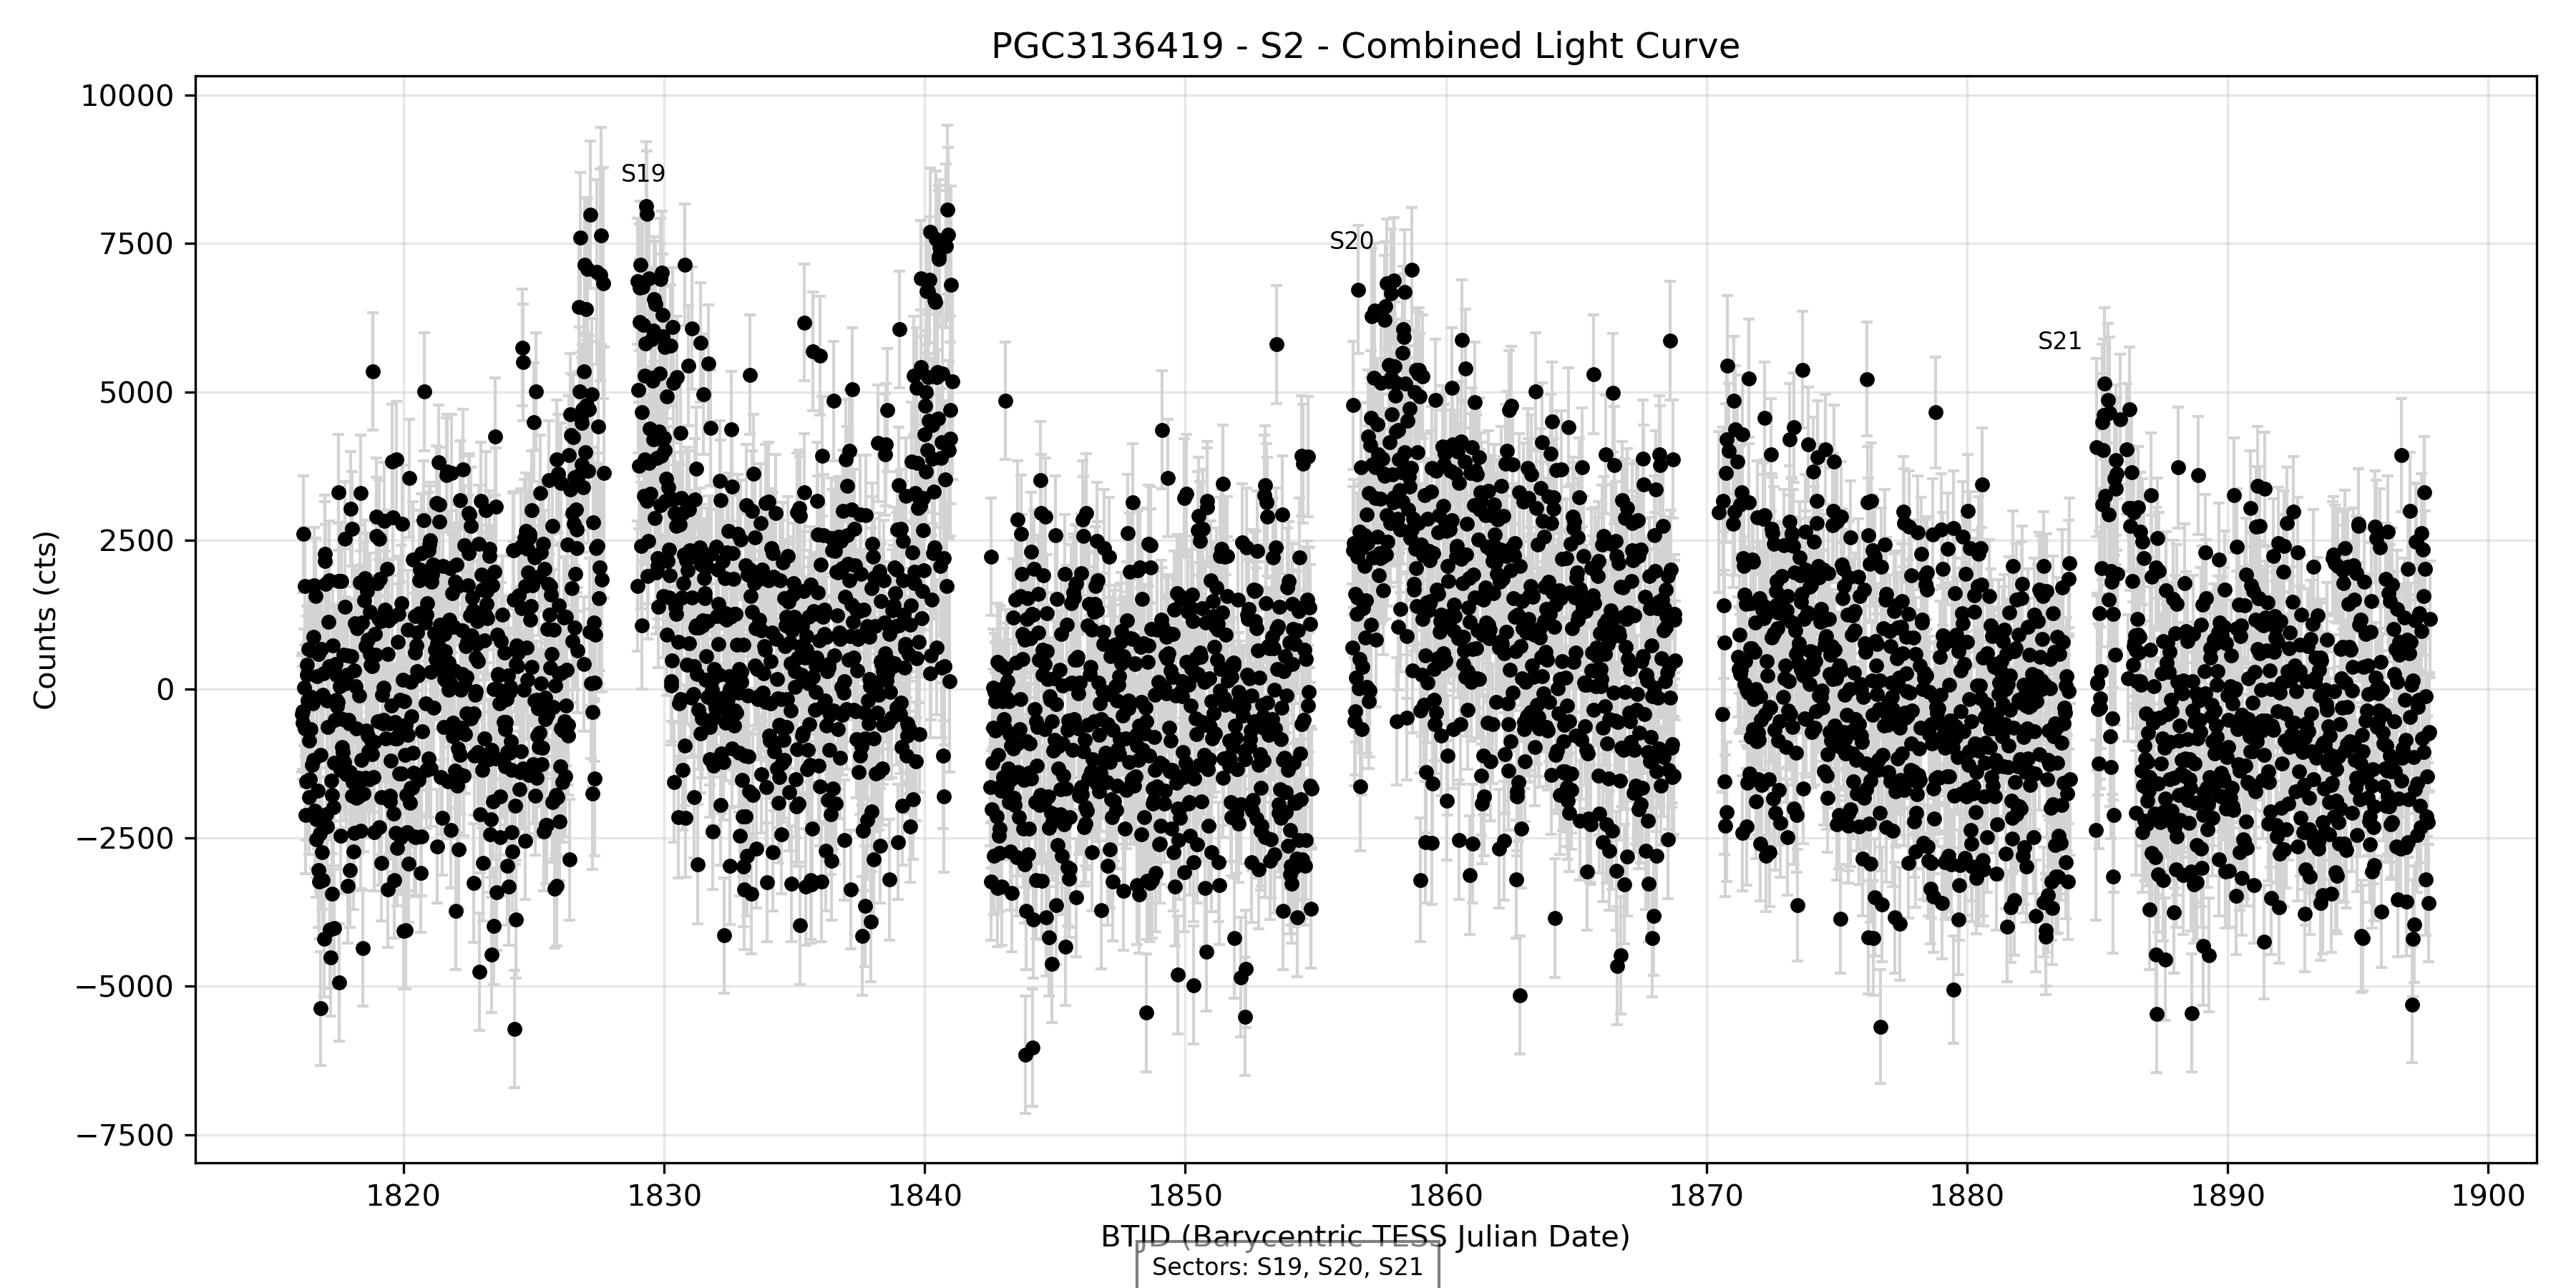 PGC3136419 - S2 - Combined Light Curve
Counts (cts)
10000
7500
5000
2500
0
−2500
−5000
−7500
S19
S20
S21
1820 1830 1840 1850 1860 1870 1880 1890 1900
BTJD (Barycentric TESS Julian Date)
Sectors: S19, S20, S21